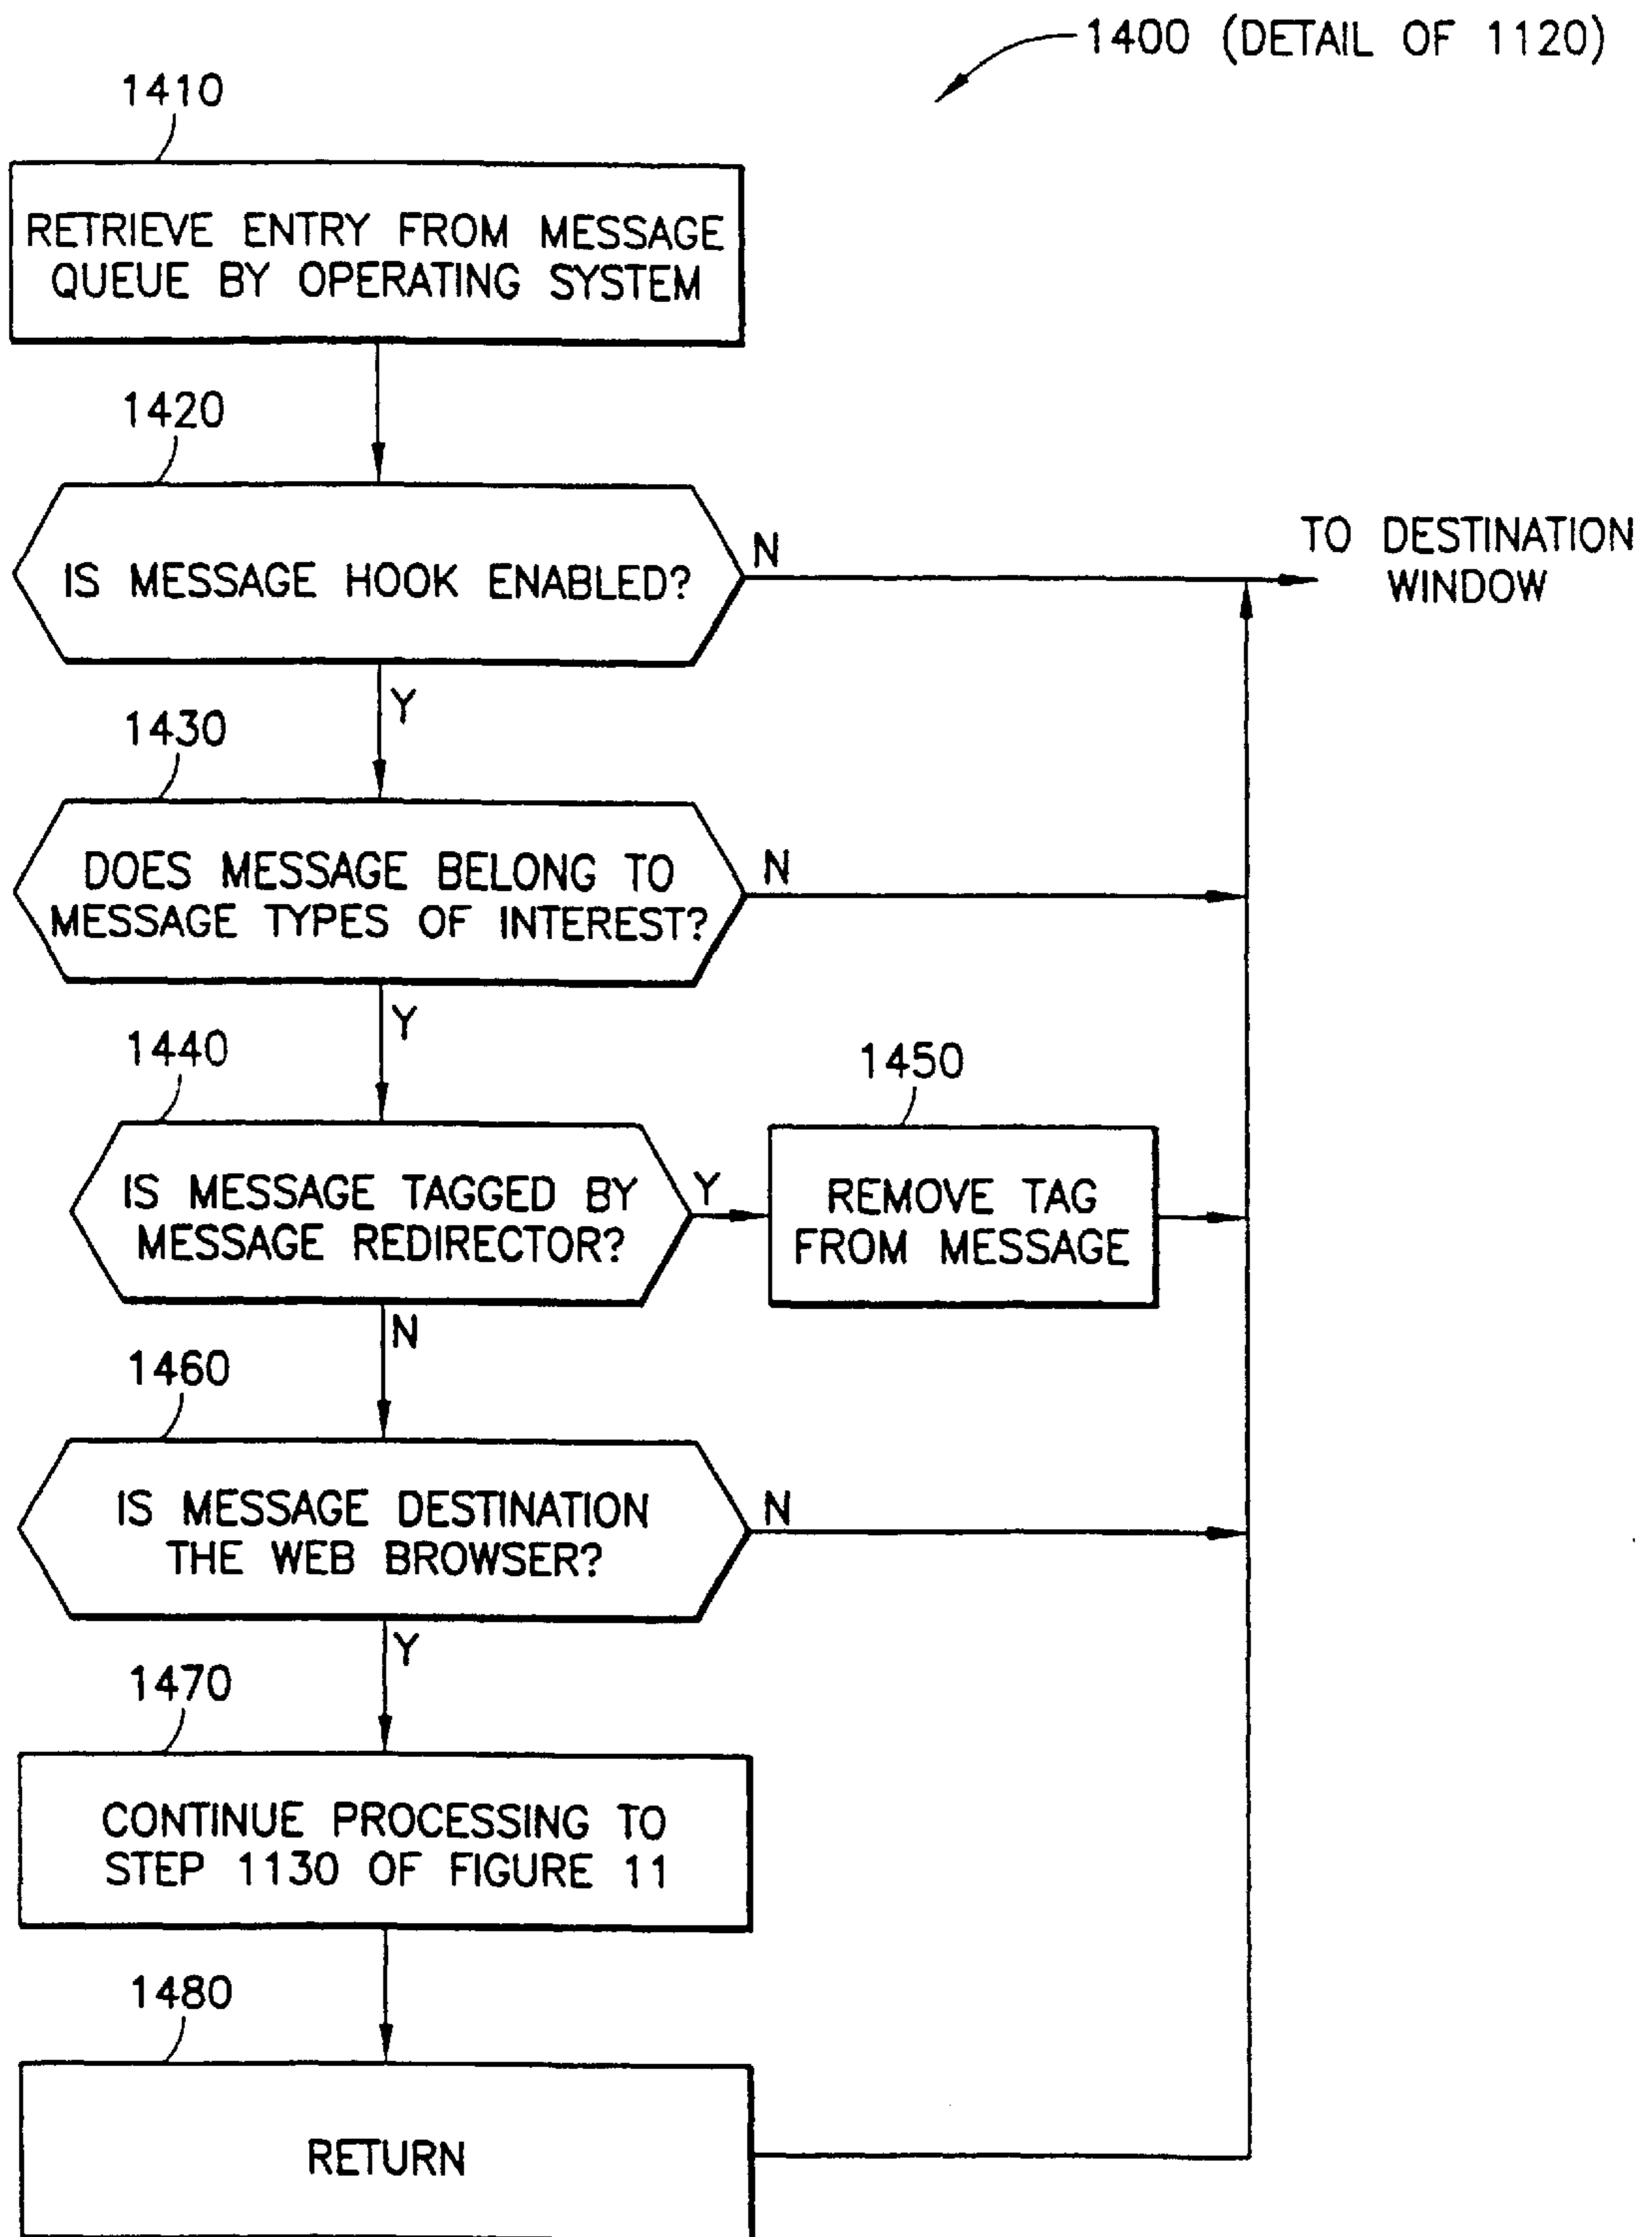 1400 (DETAIL OF 1120)
1410
RETRIEVE ENTRY FROM MESSAGE
QUEUE BY OPERATING SYSTEM
1420
IS MESSAGE HOOK ENABLED?
N
TO DESTINATION
WINDOW
Y
1430
DOES MESSAGE BELONG TO
MESSAGE TYPES OF INTEREST?
N
Y
1440
IS MESSAGE TAGGED BY
MESSAGE REDIRECTOR?
Y
1450
REMOVE TAG
FROM MESSAGE
N
1460
IS MESSAGE DESTINATION
THE WEB BROWSER?
N
Y
1470
CONTINUE PROCESSING TO
STEP 1130 OF FIGURE 11
1480
RETURN